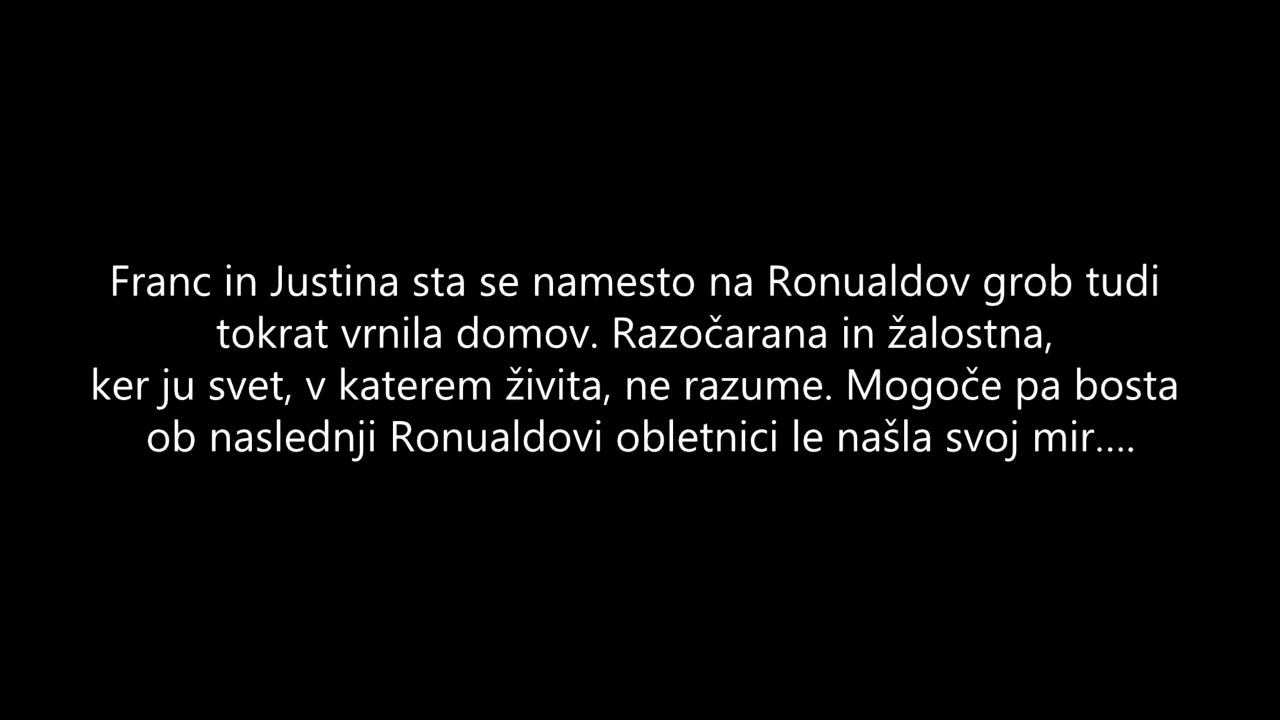 Franc in Justina sta se namesto na Ronualdov grob tudi
tokrat vrnila domov. Razočarana in žalostna,
ker ju svet, v katerem živita, ne razume. Mogoče pa bosta
ob naslednji Ronualdovi obletnici le našla svoj mir....